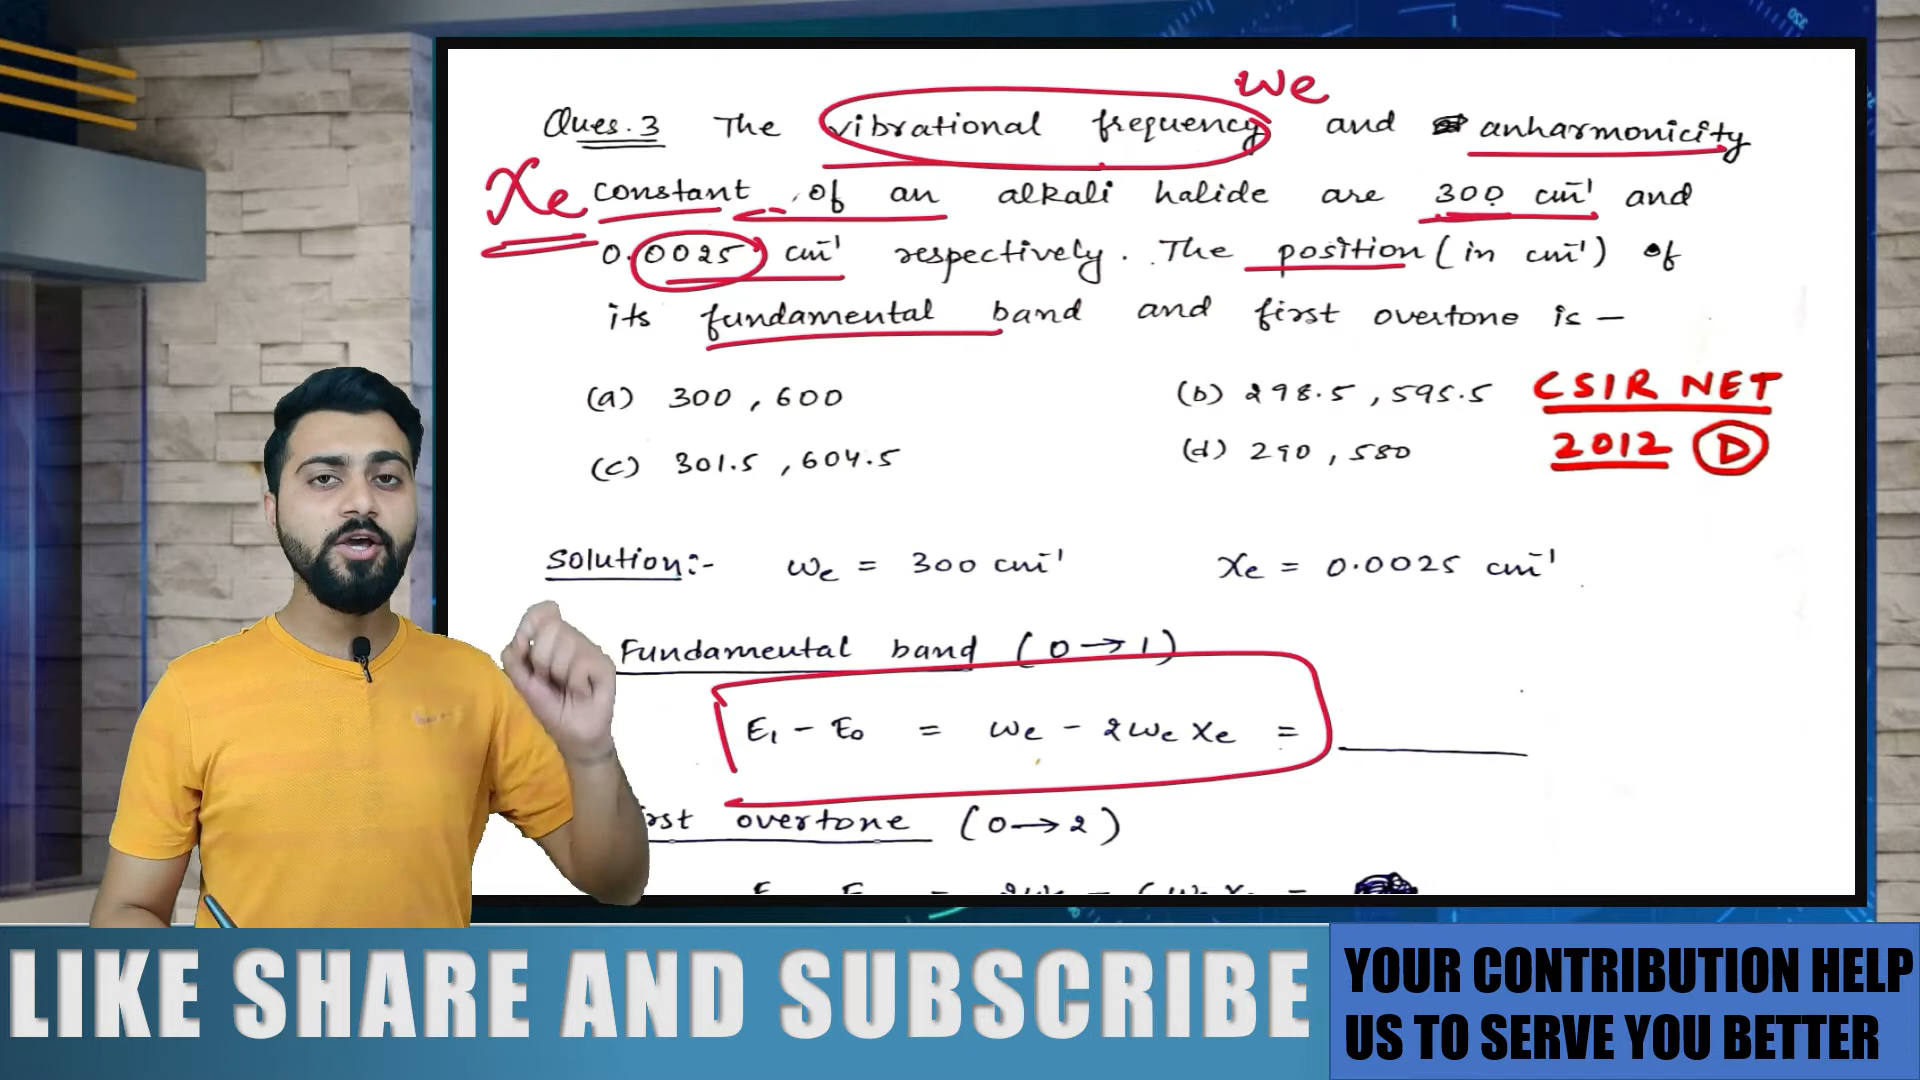 we
Ques. 3 The vibrational frequency and anharmonicity
Xe constant of an alkali halide are 300 cm⁻¹ and
0.0025 cm⁻¹ respectively. The position (in cm⁻¹) of
its fundamental band and first overtone is —
(a) 300 , 600 (b) 298.5 , 595.5
(c) 301.5 , 604.5 (d) 290 , 580
CSIR NET
2012 D
Solution:- we = 300 cm⁻¹ Xe = 0.0025 cm⁻¹
Fundamental band ( 0 → 1 )
E₁ - E₀ = we - 2we Xe =
overtone ( 0 → 2 )
LIKE SHARE AND SUBSCRIBE
YOUR CONTRIBUTION HELP
US TO SERVE YOU BETTER